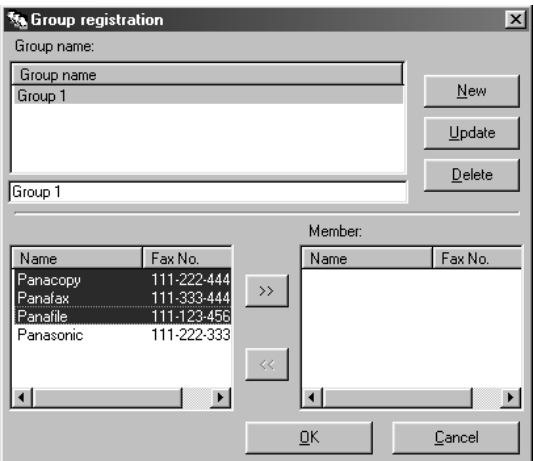 Group registration
Group name:
Group name
Group 1
New
Update
Delete
Group 1
Member:
Name Fax No. Name Fax No.
Panacopy 111-222-444
Panafax 111-333-444
Panafile 111-123-456
Panasonic 111-222-333
>>
<<
OK Cancel